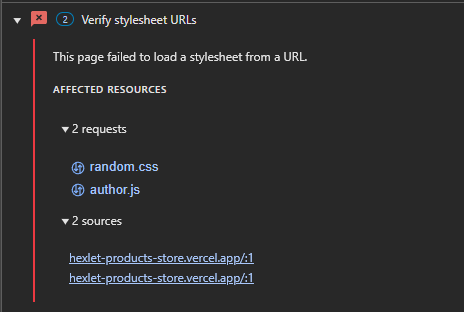 2 Verify stylesheet URLs
This page failed to load a stylesheet from a URL.
AFFECTED RESOURCES
2 requests
random.css
author.js
2 sources
hexlet-products-store.vercel.app/:1
hexlet-products-store.vercel.app/:1